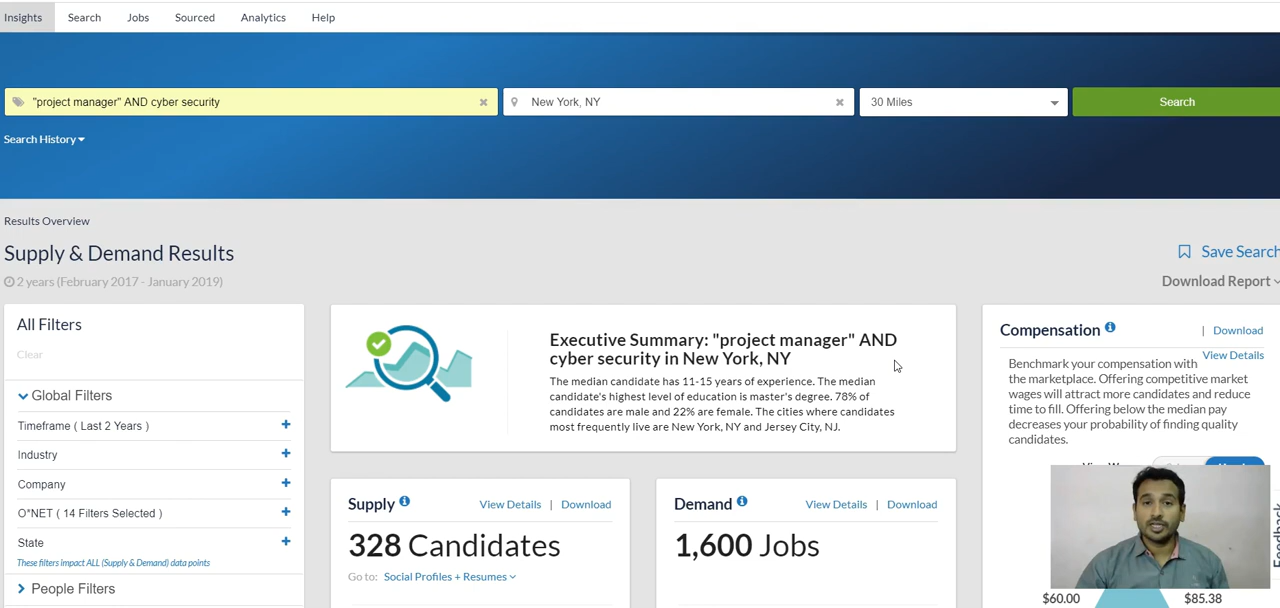 Insights Search Jobs Sourced Analytics Help
"project manager" AND cyber security
New York, NY
30 Miles
Search
Search History
Results Overview
Supply & Demand Results
Save Search
2 years (February 2017 - January 2019)
Download Report
All Filters
Clear
Global Filters
Timeframe ( Last 2 Years )
Industry
Company
O*NET ( 14 Filters Selected )
State
These filters impact ALL (Supply & Demand) data points
People Filters
Executive Summary: "project manager" AND
cyber security in New York, NY
The median candidate has 11-15 years of experience. The median
candidate's highest level of education is master's degree. 78% of
candidates are male and 22% are female. The cities where candidates
most frequently live are New York, NY and Jersey City, NJ.
Supply View Details | Download
328 Candidates
Go to: Social Profiles + Resumes
Demand View Details | Download
1,600 Jobs
Compensation | Download
View Details
Benchmark your compensation with
the marketplace. Offering competitive market
wages will attract more candidates and reduce
time to fill. Offering below the median pay
decreases your probability of finding quality
candidates.
$60.00 $85.38
Feedback